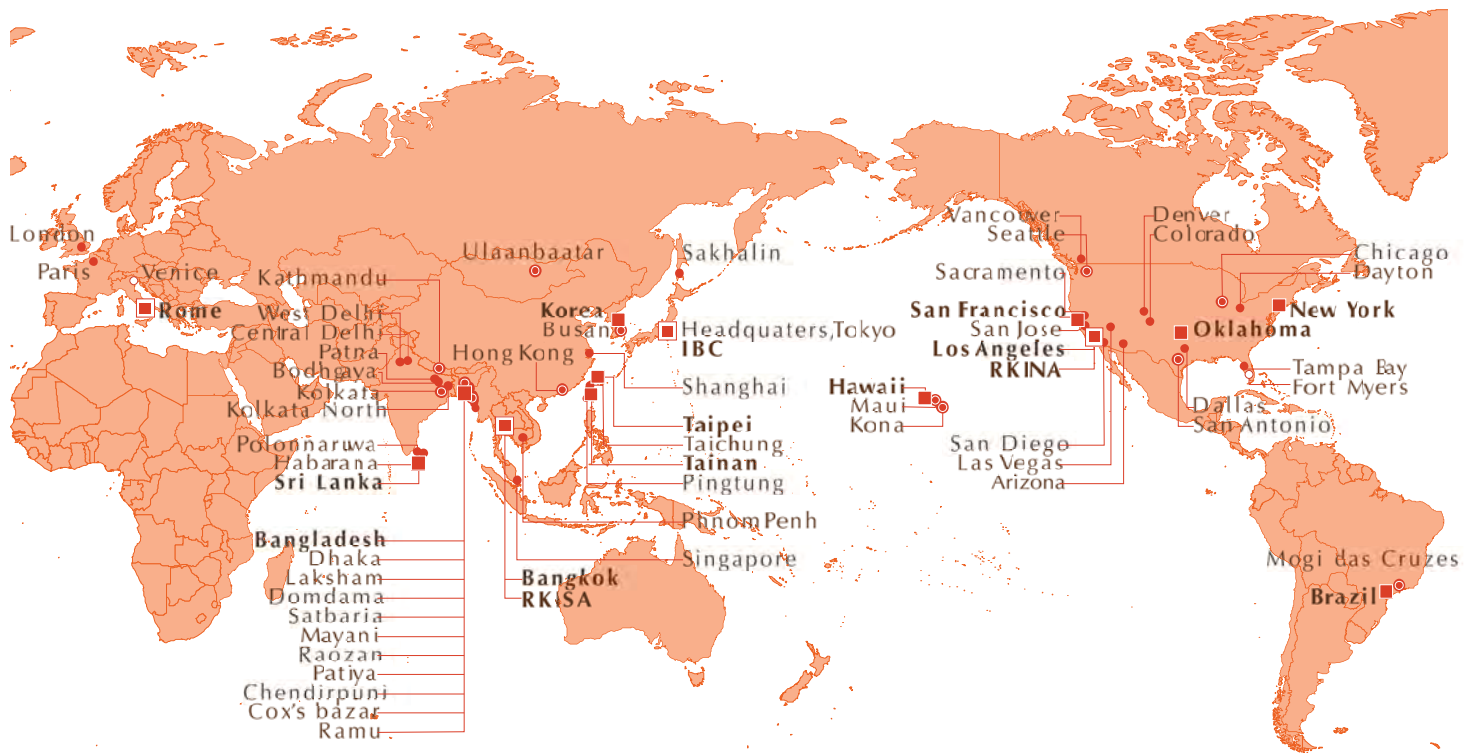 London
Paris
Venice
Rome
Kathmandu
West Delhi
Central Delhi
Patna
Bodhgaya
Kolkata
Kolkata North
Polonnaruwa
Habarana
Sri Lanka
Bangladesh
Dhaka
Laksham
Domdama
Satbaria
Mayani
Raozan
Patiya
Chendirpuni
Cox's bazar
Ramu
Ulaanbaatar
Hong Kong
Korea
Busan
Sakhalin
Headquaters,Tokyo
IBC
Shanghai
Taipei
Taichung
Tainan
Pingtung
PhnomPenh
Singapore
Bangkok
RKISA
Hawaii
Maui
Kona
Vancouver
Seattle
Sacramento
San Francisco
San Jose
Los Angeles
RKINA
San Diego
Las Vegas
Arizona
Denver
Colorado
Chicago
Dayton
New York
Oklahoma
Tampa Bay
Fort Myers
Dallas
San Antonio
Mogi das Cruzes
Brazil